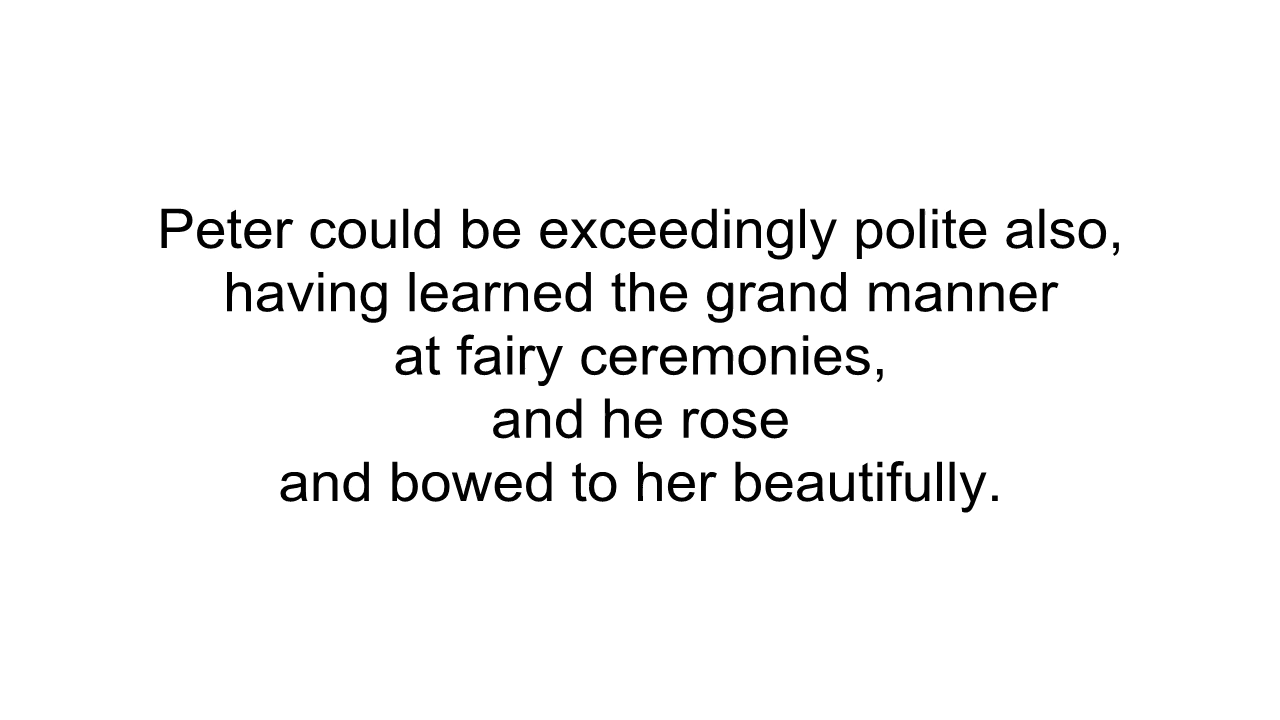 Peter could be exceedingly polite also,
having learned the grand manner
at fairy ceremonies,
and he rose
and bowed to her beautifully.